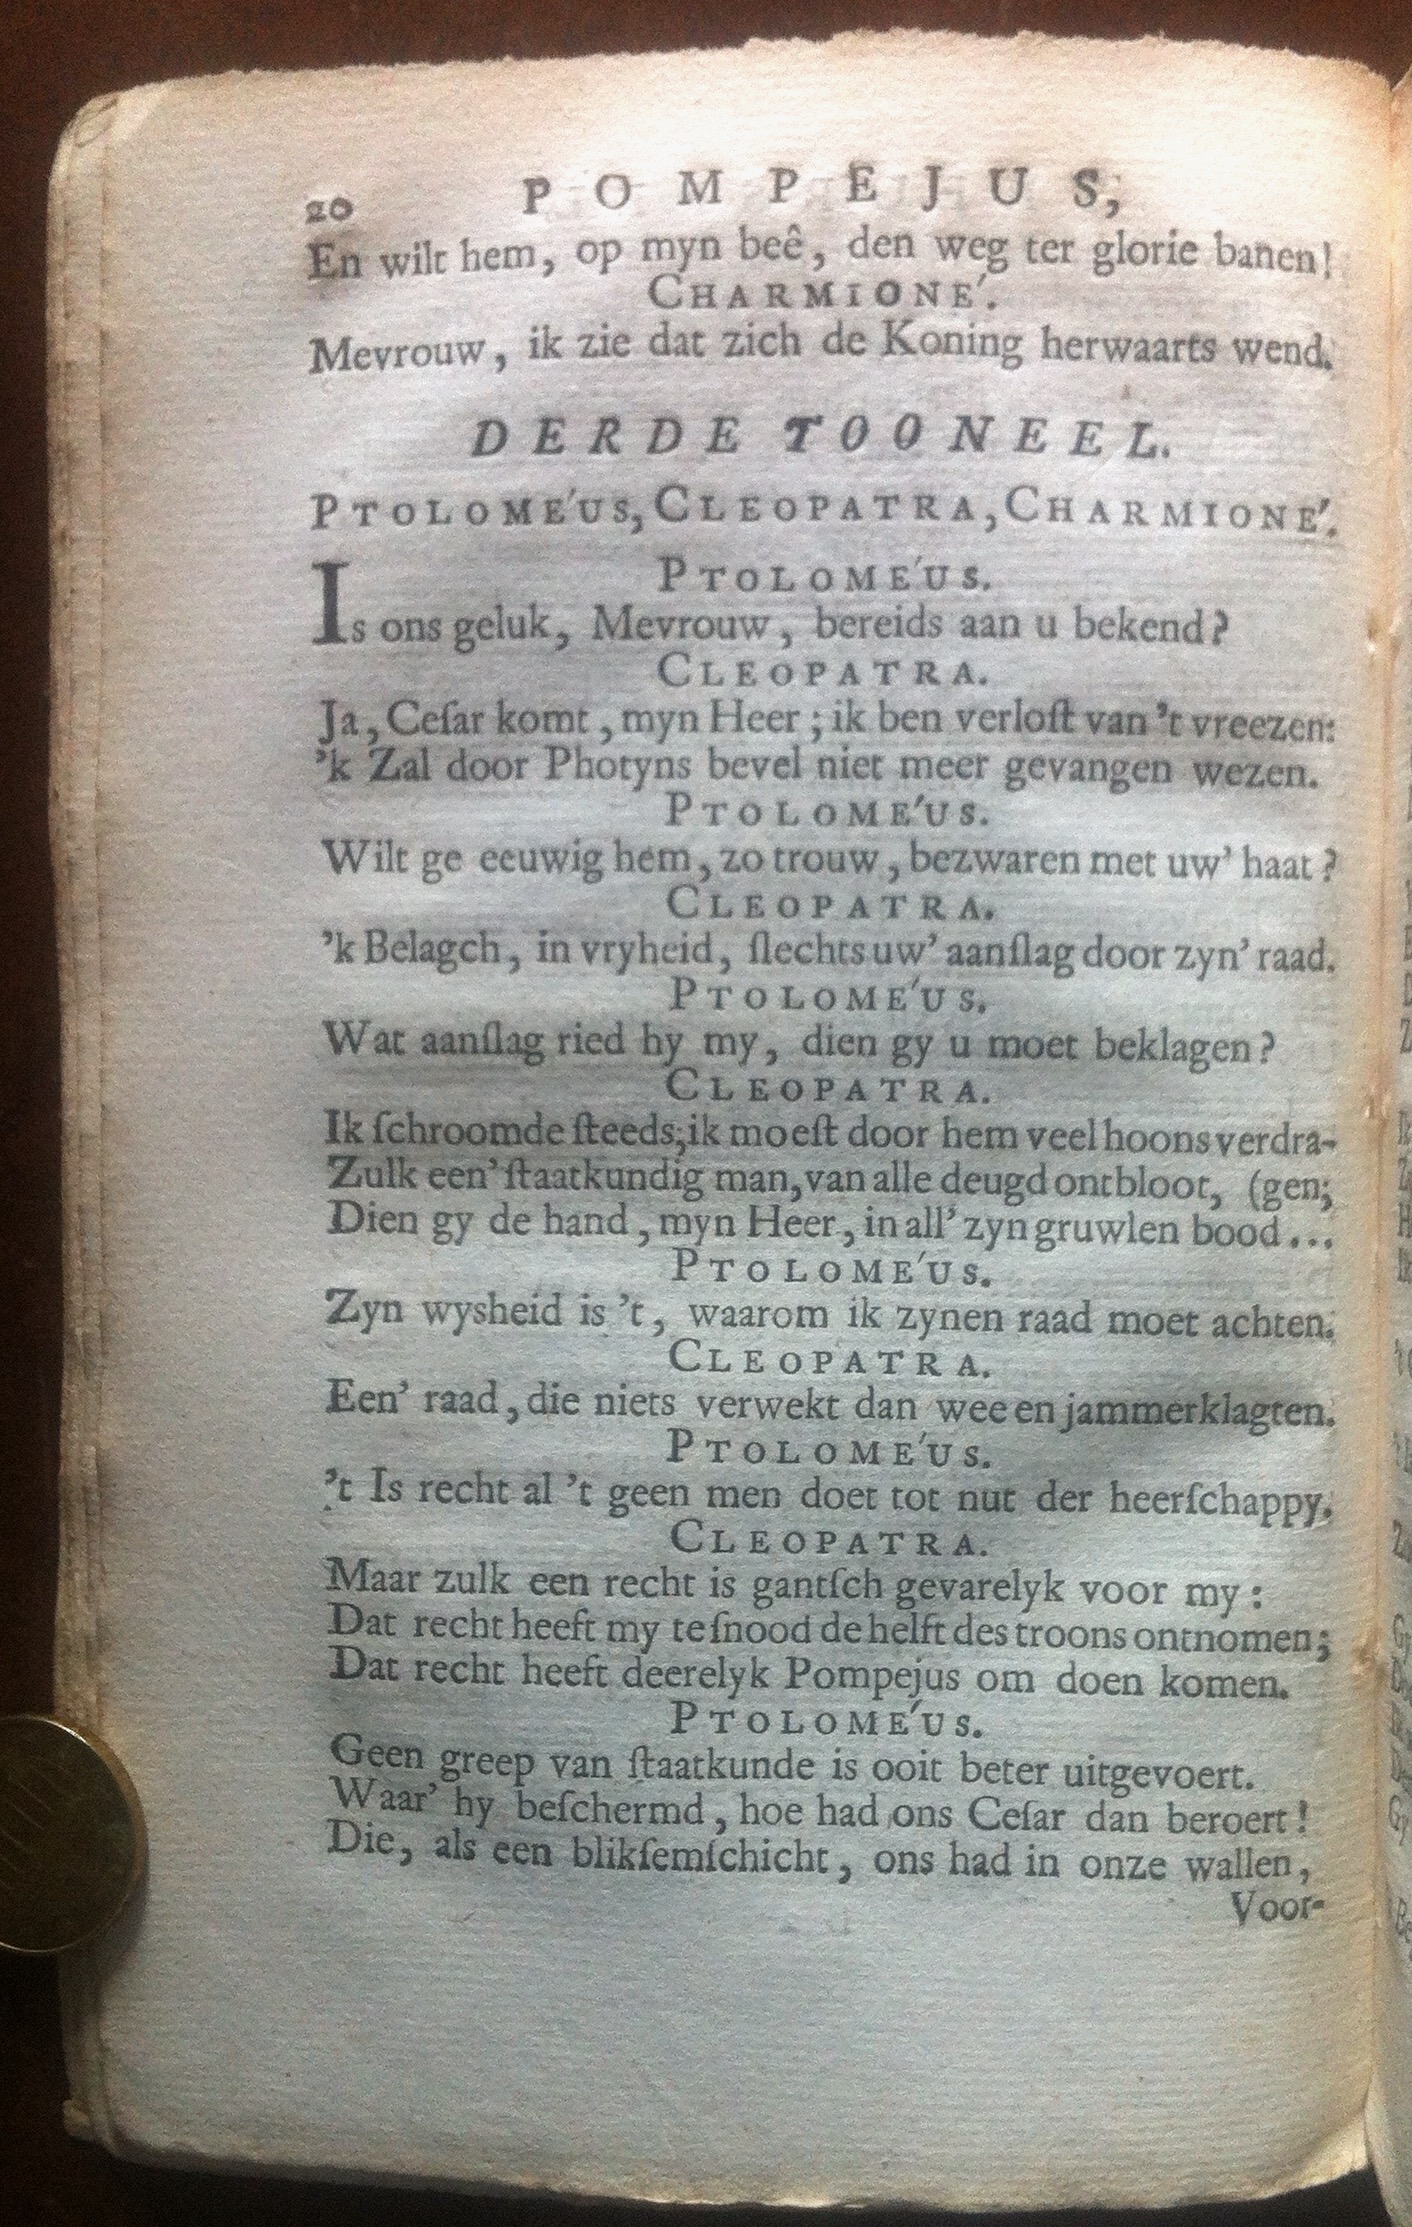 20 POMPEJUS,
En wilt hem, op myn beê, den weg ter glorie banen!
CHARMIONE´.
Mevrouw, ik zie dat zich de Koning herwaarts wend.
DERDE TOONEEL.
PTOLOME´US, CLEOPATRA, CHARMIONE´.
PTOLOME´US.
Is ons geluk, Mevrouw, bereids aan u bekend?
CLEOPATRA.
Ja, Ceſar komt, myn Heer; ik ben verloſt van 't vreezen:
'k Zal door Photyns bevel niet meer gevangen wezen.
PTOLOME´US.
Wilt ge eeuwig hem, zo trouw, bezwaren met uw' haat?
CLEOPATRA.
'k Belagch, in vryheid, ſlechts uw' aanſlag door zyn' raad.
PTOLOME´US.
Wat aanſlag ried hy my, dien gy u moet beklagen?
CLEOPATRA.
Ik ſchroomde ſteeds; ik moeſt door hem veel hoons verdra-
Zulk een' ſtaatkundig man, van alle deugd ontbloot, (gen;
Dien gy de hand, myn Heer, in all' zyn gruwlen bood...
PTOLOME´US.
Zyn wysheid is 't, waarom ik zynen raad moet achten.
CLEOPATRA.
Een' raad, die niets verwekt dan wee en jammerklagten.
PTOLOME´US.
't Is recht al 't geen men doet tot nut der heerſchappy.
CLEOPATRA.
Maar zulk een recht is gantſch gevarelyk voor my:
Dat recht heeft my te ſnood de helft des troons ontnomen;
Dat recht heeft deerelyk Pompejus om doen komen.
PTOLOME´US.
Geen greep van ſtaatkunde is ooit beter uitgevoert.
Waar' hy beſchermd, hoe had ons Ceſar dan beroert!
Die, als een blikſemſchicht, ons had in onze wallen,
Voor-